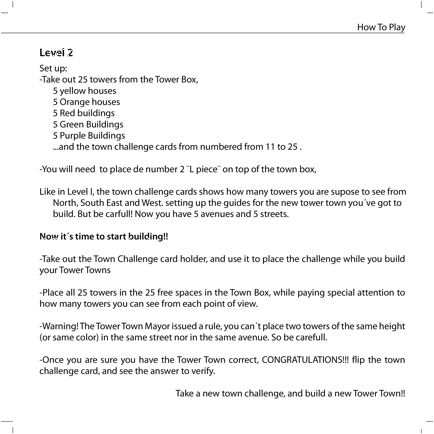 How To Play
Level 2
Set up:
-Take out 25 towers from the Tower Box,
5 yellow houses
5 Orange houses
5 Red buildings
5 Green Buildings
5 Purple Buildings
...and the town challenge cards from numbered from 11 to 25 .
-You will need  to place de number 2 ¨L piece¨ on top of the town box,
Like in Level I, the town challenge cards shows how many towers you are supose to see from
North, South East and West. setting up the guides for the new tower town you´ve got to
build. But be carfull! Now you have 5 avenues and 5 streets.
Now it´s time to start building!!
-Take out the Town Challenge card holder, and use it to place the challenge while you build
your Tower Towns
-Place all 25 towers in the 25 free spaces in the Town Box, while paying special attention to
how many towers you can see from each point of view.
-Warning! The Tower Town Mayor issued a rule, you can´t place two towers of the same height
(or same color) in the same street nor in the same avenue. So be carefull.
-Once you are sure you have the Tower Town correct, CONGRATULATIONS!!! flip the town
challenge card, and see the answer to verify.
Take a new town challenge, and build a new Tower Town!!